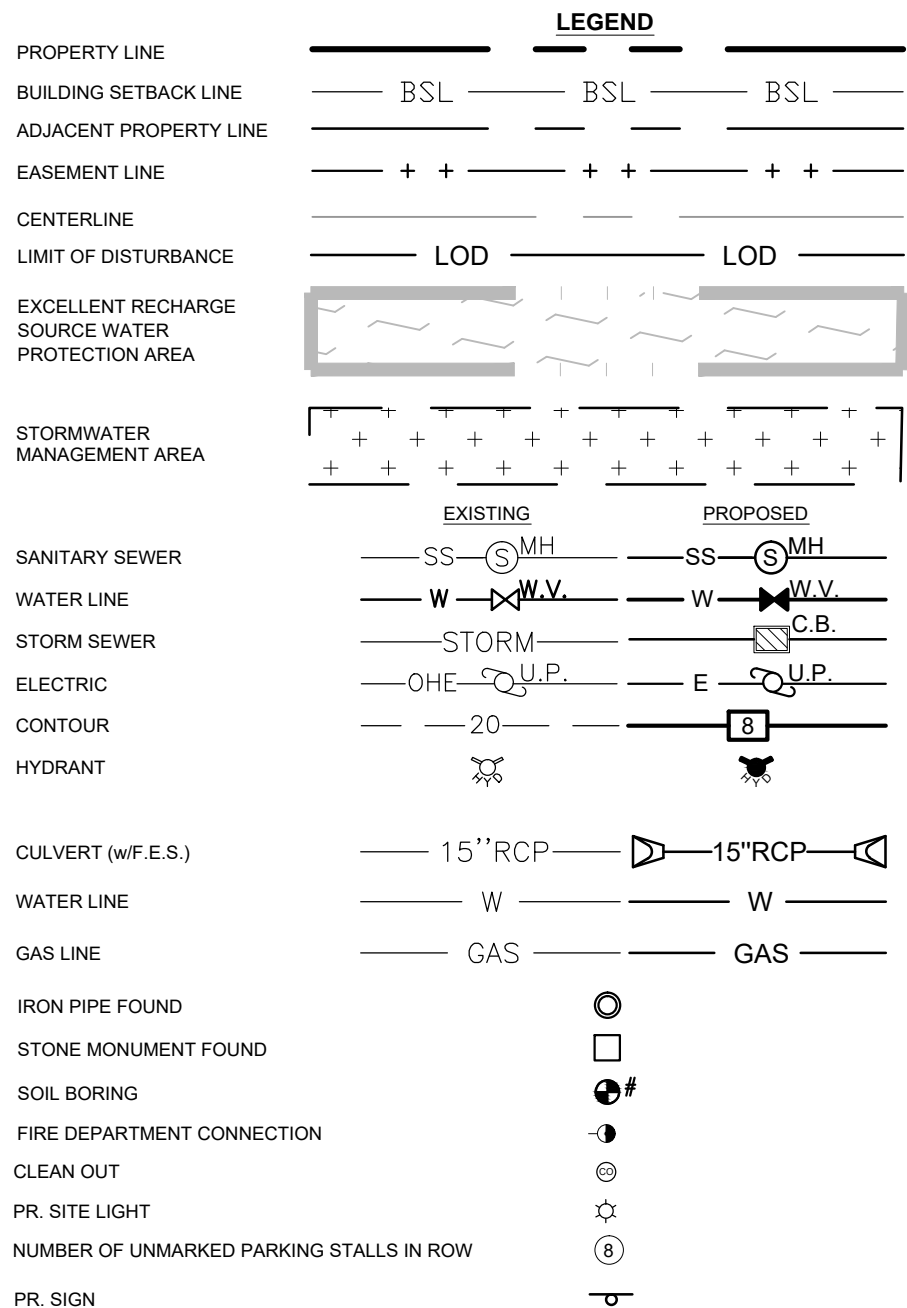 LEGEND
PROPERTY LINE
BUILDING SETBACK LINE BSL BSL BSL
ADJACENT PROPERTY LINE
EASEMENT LINE
CENTERLINE
LIMIT OF DISTURBANCE LOD LOD
EXCELLENT RECHARGE
SOURCE WATER
PROTECTION AREA
STORMWATER
MANAGEMENT AREA
EXISTING PROPOSED
SANITARY SEWER SS S MH SS S MH
WATER LINE W W.V. W W.V.
STORM SEWER STORM C.B.
ELECTRIC OHE U.P. E U.P.
CONTOUR 20 8
HYDRANT HYD HYD
CULVERT (w/F.E.S.) 15''RCP 15"RCP
WATER LINE W W
GAS LINE GAS GAS
IRON PIPE FOUND
STONE MONUMENT FOUND
SOIL BORING #
FIRE DEPARTMENT CONNECTION
CLEAN OUT CO
PR. SITE LIGHT
NUMBER OF UNMARKED PARKING STALLS IN ROW 8
PR. SIGN